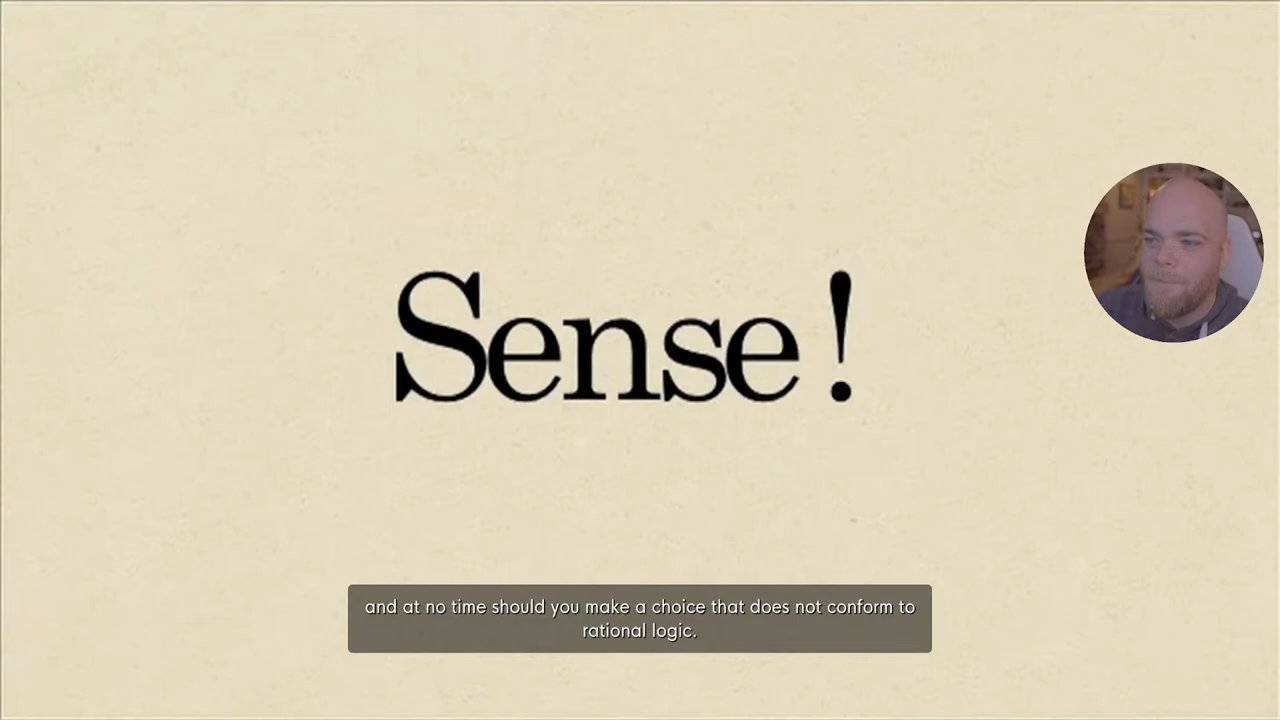 Sense!
and at no time should you make a choice that does not conform to
rational logic.